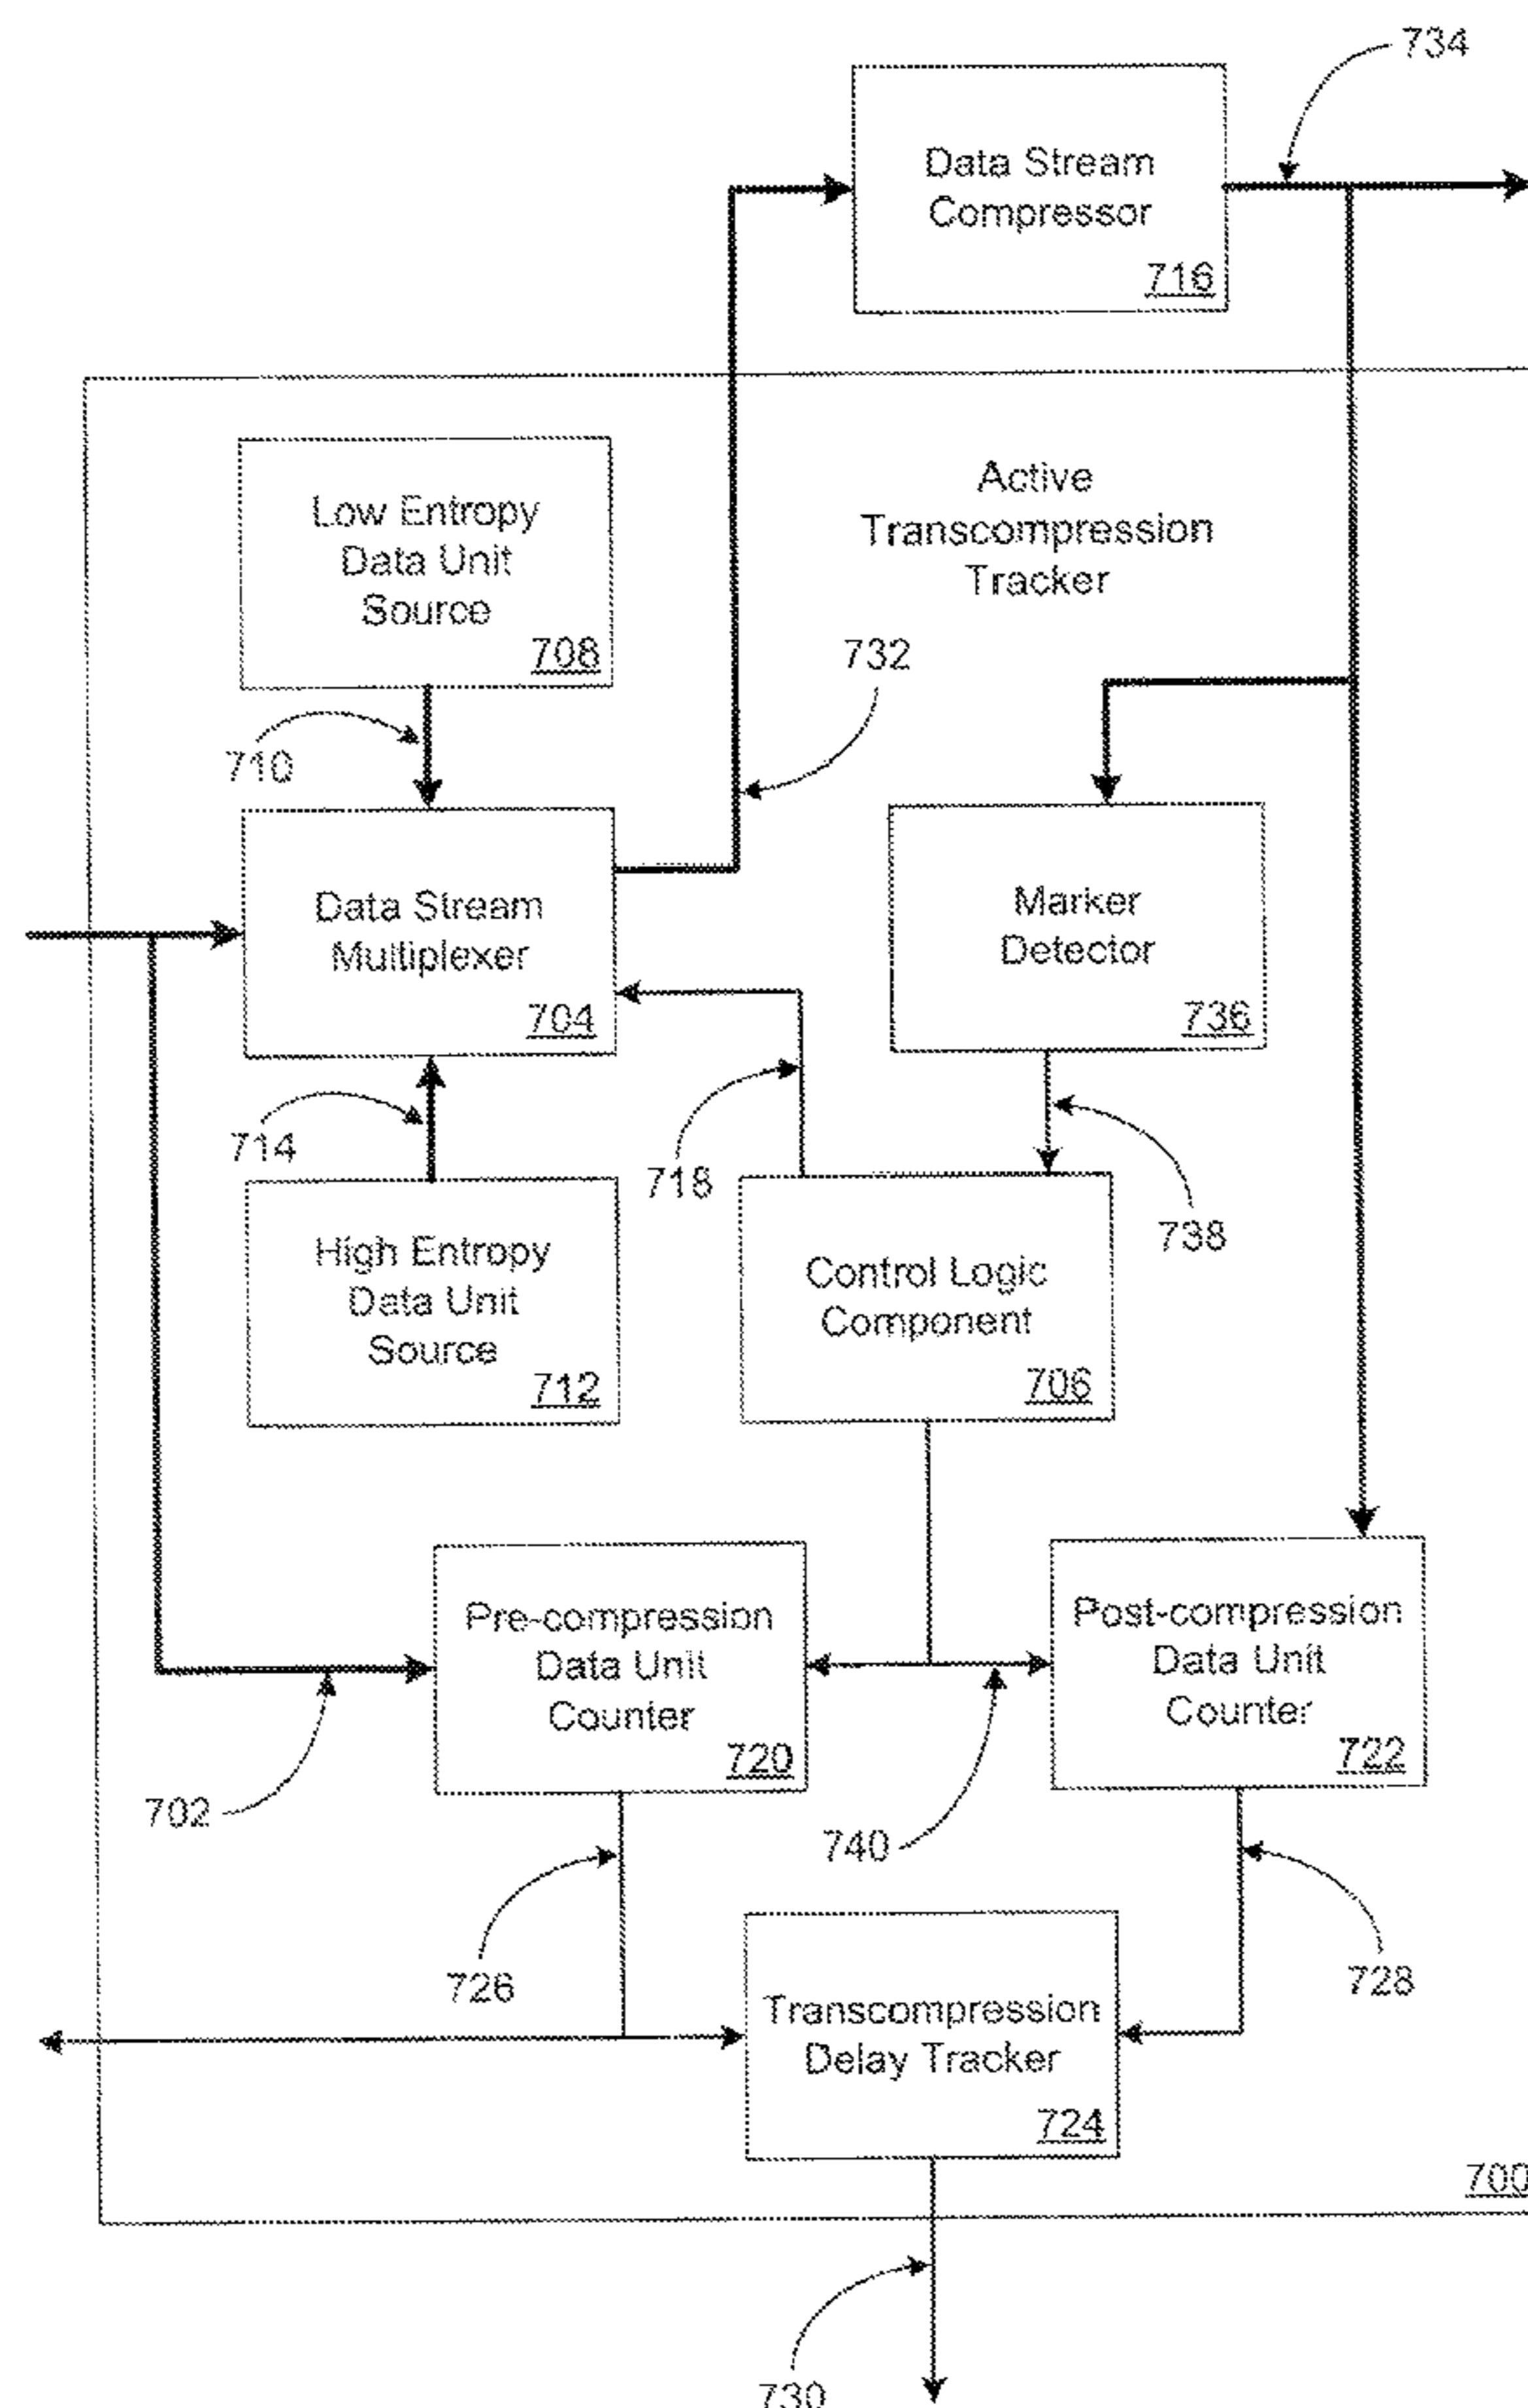 734
Data Stream
Compressor
716
Low Entropy
Data Unit
Source
708
Active
Transcompression
Tracker
732
710
Data Stream
Multiplexer
704
Marker
Detector
736
714
718
738
High Entropy
Data Unit
Source
712
Control Logic
Component
706
Pre-compression
Data Unit
Counter
720
Post-compression
Data Unit
Counter
722
702
740
726
728
Transcompression
Delay Tracker
724
700
730